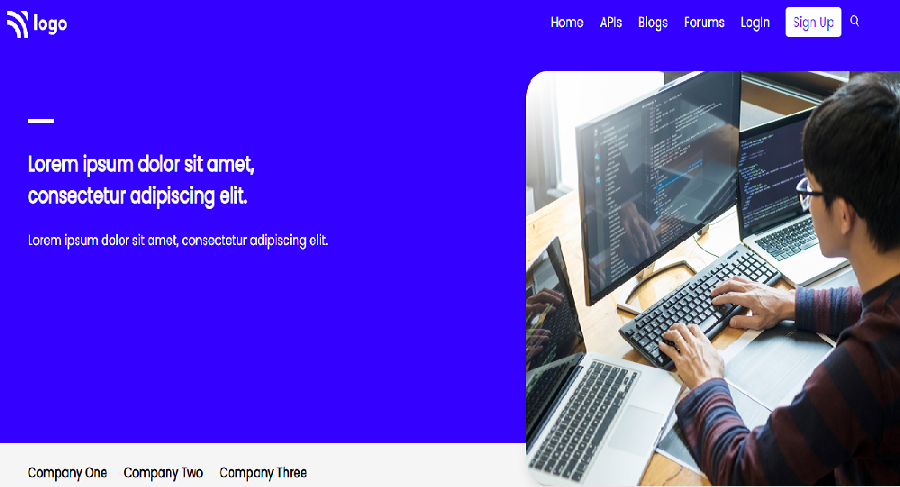 logo
Home APIs Blogs Forums LogIn Sign Up
Lorem ipsum dolor sit amet,
consectetur adipiscing elit.
Lorem ipsum dolor sit amet, consectetur adipiscing elit.
Company One Company Two Company Three